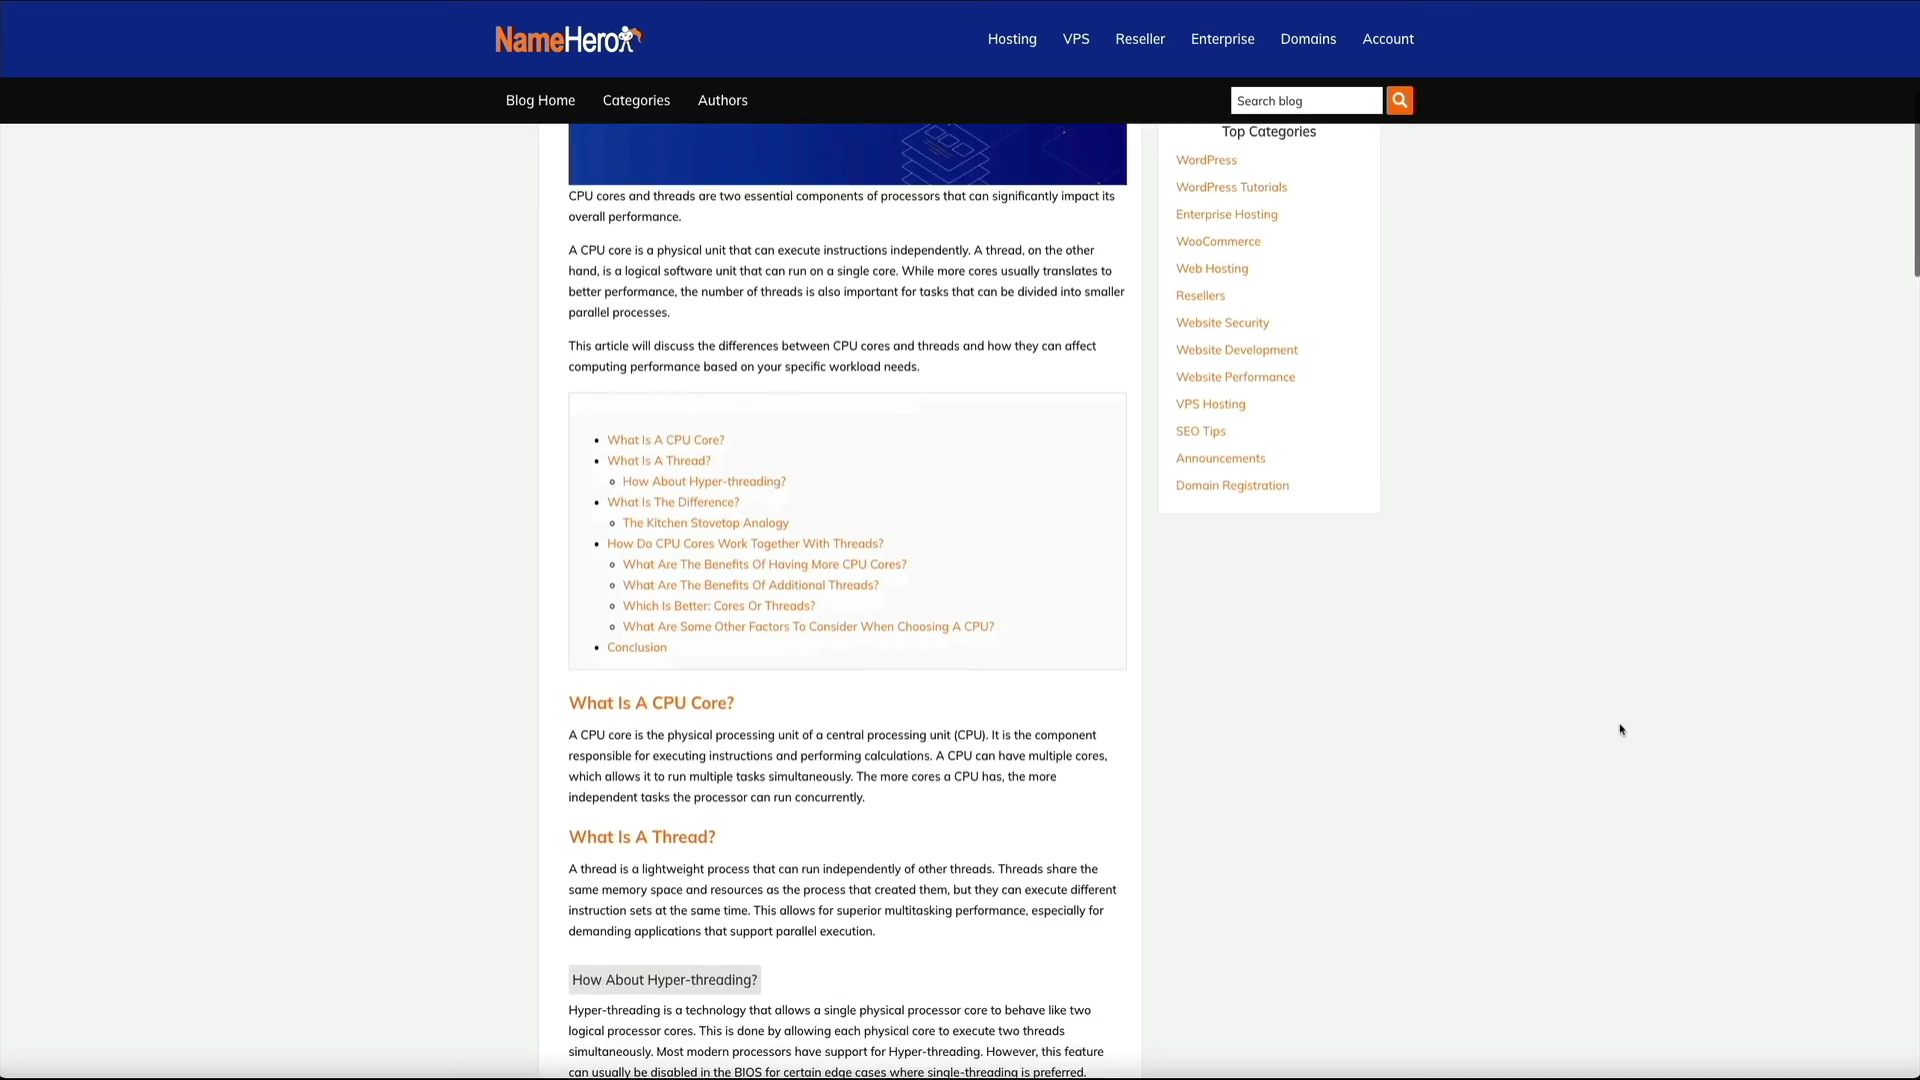 NameHero
Hosting VPS Reseller Enterprise Domains Account
Blog Home Categories Authors
Search blog
CPU cores and threads are two essential components of processors that can significantly impact its
overall performance.
A CPU core is a physical unit that can execute instructions independently. A thread, on the other
hand, is a logical software unit that can run on a single core. While more cores usually translates to
better performance, the number of threads is also important for tasks that can be divided into smaller
parallel processes.
This article will discuss the differences between CPU cores and threads and how they can affect
computing performance based on your specific workload needs.
What Is A CPU Core?
What Is A Thread?
How About Hyper-threading?
What Is The Difference?
The Kitchen Stovetop Analogy
How Do CPU Cores Work Together With Threads?
What Are The Benefits Of Having More CPU Cores?
What Are The Benefits Of Additional Threads?
Which Is Better: Cores Or Threads?
What Are Some Other Factors To Consider When Choosing A CPU?
Conclusion
What Is A CPU Core?
A CPU core is the physical processing unit of a central processing unit (CPU). It is the component
responsible for executing instructions and performing calculations. A CPU can have multiple cores,
which allows it to run multiple tasks simultaneously. The more cores a CPU has, the more
independent tasks the processor can run concurrently.
What Is A Thread?
A thread is a lightweight process that can run independently of other threads. Threads share the
same memory space and resources as the process that created them, but they can execute different
instruction sets at the same time. This allows for superior multitasking performance, especially for
demanding applications that support parallel execution.
How About Hyper-threading?
Hyper-threading is a technology that allows a single physical processor core to behave like two
logical processor cores. This is done by allowing each physical core to execute two threads
simultaneously. Most modern processors have support for Hyper-threading. However, this feature
can usually be disabled in the BIOS for certain edge cases where single-threading is preferred.
Top Categories
WordPress
WordPress Tutorials
Enterprise Hosting
WooCommerce
Web Hosting
Resellers
Website Security
Website Development
Website Performance
VPS Hosting
SEO Tips
Announcements
Domain Registration